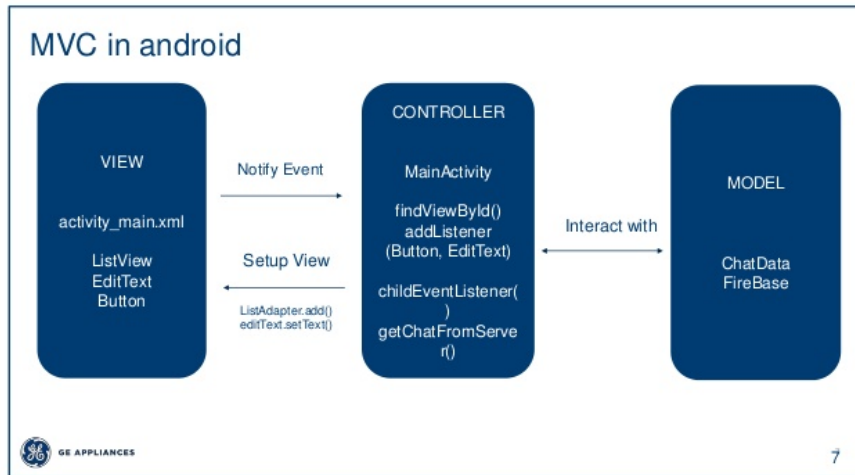 MVC in android
VIEW
activity_main.xml
ListView
EditText
Button
Notify Event
Setup View
ListAdapter.add()
editText.setText()
CONTROLLER
MainActivity
findViewById()
addListener
(Button, EditText)
childEventListener(
)
getChatFromServe
r()
Interact with
MODEL
ChatData
FireBase
GE APPLIANCES
7